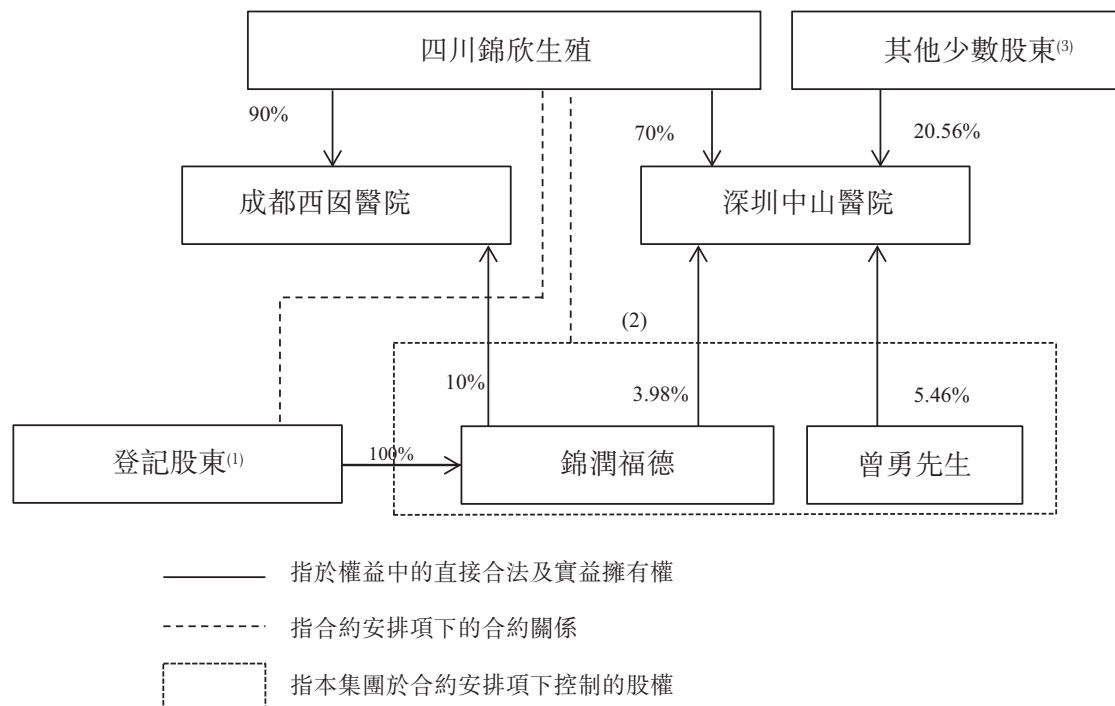 四川錦欣生殖
其他少數股東(3)
90%
70%
20.56%
成都西囡醫院
深圳中山醫院
(2)
10%
3.98%
5.46%
登記股東(1)
100%
錦潤福德
曾勇先生
指於權益中的直接合法及實益擁有權
指合約安排項下的合約關係
指本集團於合約安排項下控制的股權